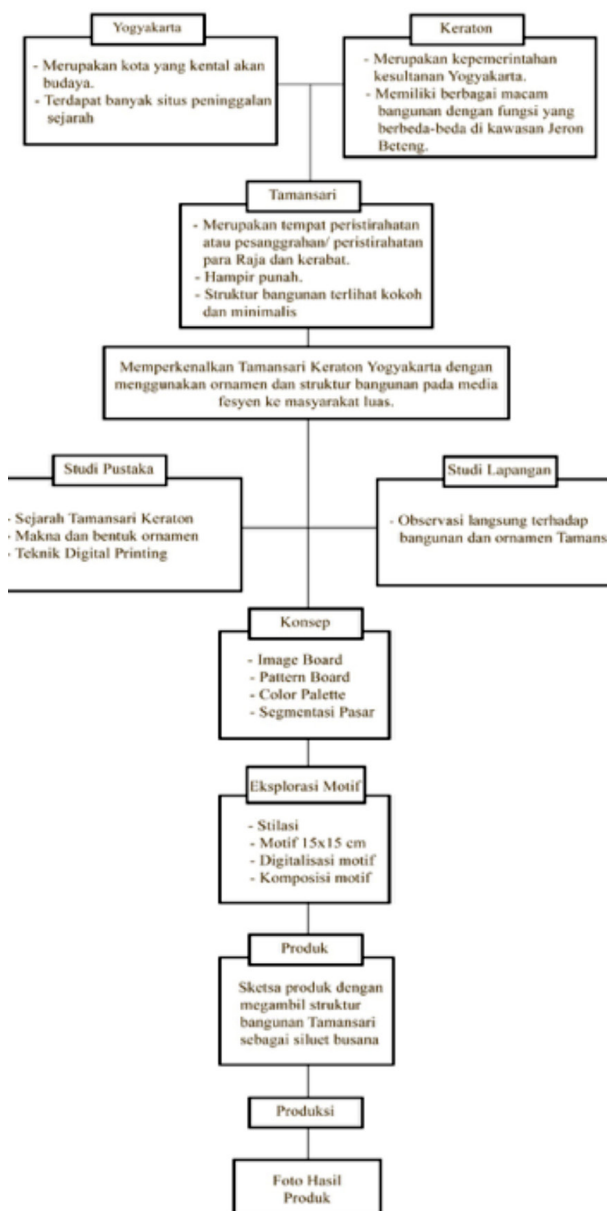 Yogyakarta
- Merupakan kota yang kental akan
budaya.
- Terdapat banyak situs peninggalan
sejarah
Keraton
- Merupakan kepemerintahan
kesultanan Yogyakarta.
- Memiliki berbagai macam
bangunan dengan fungsi yang
berbeda-beda di kawasan Jeron
Beteng.
Tamansari
- Merupakan tempat peristirahatan
atau pesanggrahan/ peristirahatan
para Raja dan kerabat.
- Hampir punah.
- Struktur bangunan terlihat kokoh
dan minimalis
Memperkenalkan Tamansari Keraton Yogyakarta dengan
menggunakan ornamen dan struktur bangunan pada media
fesyen ke masyarakat luas.
Studi Pustaka
- Sejarah Tamansari Keraton
- Makna dan bentuk ornamen
- Teknik Digital Printing
Studi Lapangan
- Observasi langsung terhadap
bangunan dan ornamen Tamans
Konsep
- Image Board
- Pattern Board
- Color Palette
- Segmentasi Pasar
Eksplorasi Motif
- Stilasi
- Motif 15x15 cm
- Digitalisasi motif
- Komposisi motif
Produk
Sketsa produk dengan
megambil struktur
bangunan Tamansari
sebagai siluet busana
Produksi
Foto Hasil
Produk